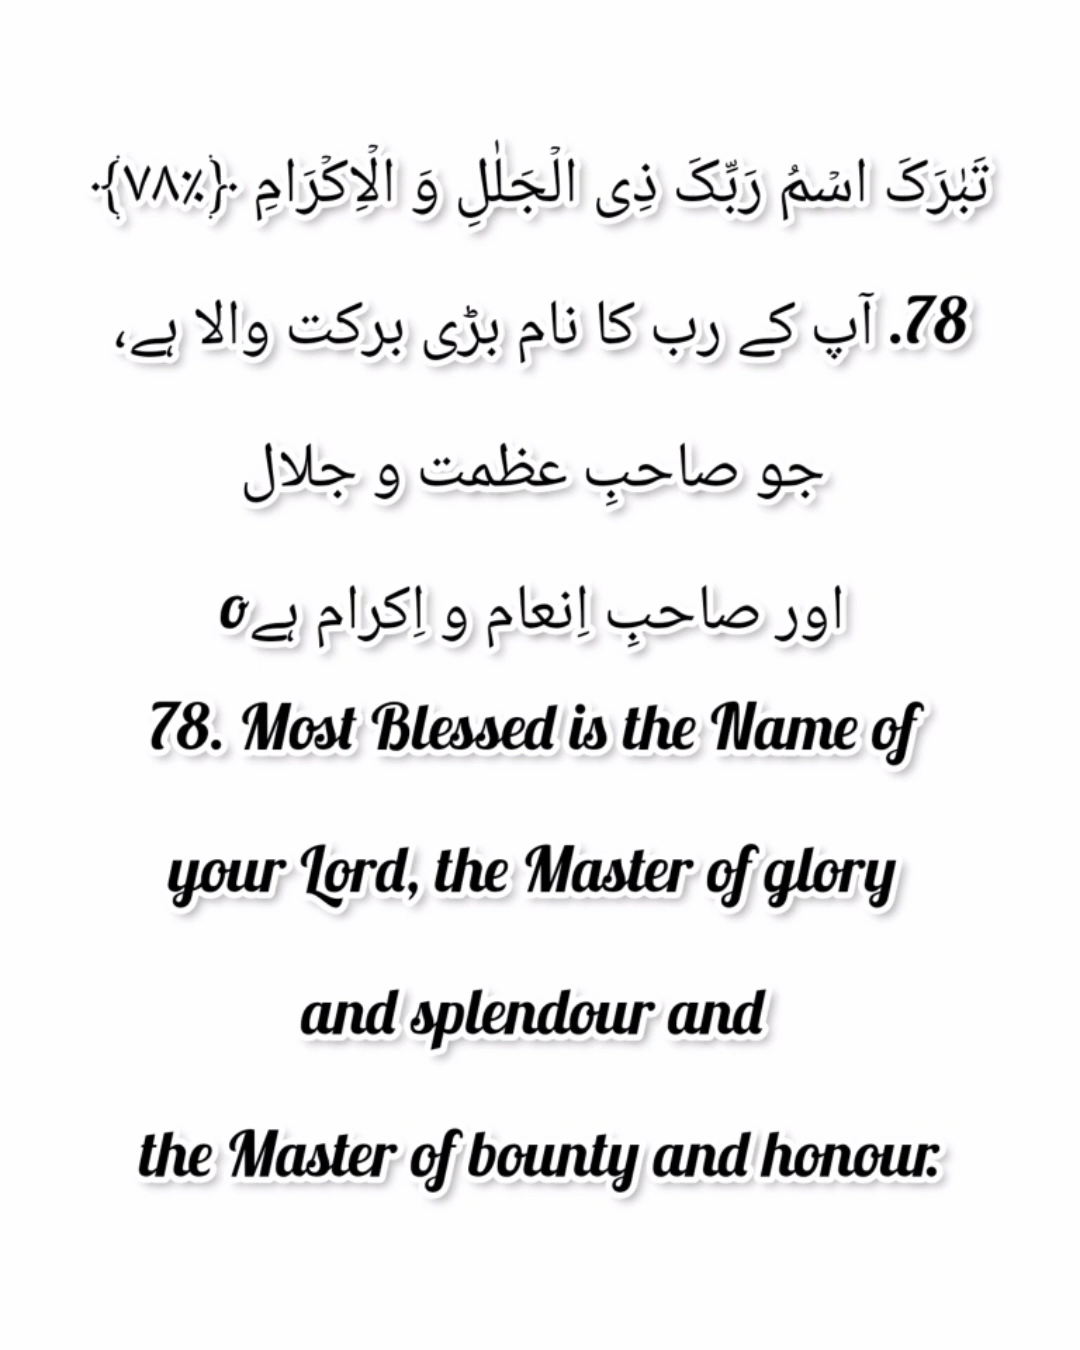 تَبٰرَکَ اسۡمُ رَبِّکَ ذِی الۡجَلٰلِ وَ الۡاِکۡرَامِ ﴿٪۷۸﴾
78. آپ کے رب کا نام بڑی برکت والا ہے،
جو صاحبِ عظمت و جلال
اور صاحبِ اِنعام و اِکرام ہےo
78. Most Blessed is the Name of
your Lord, the Master of glory
and splendour and
the Master of bounty and honour.